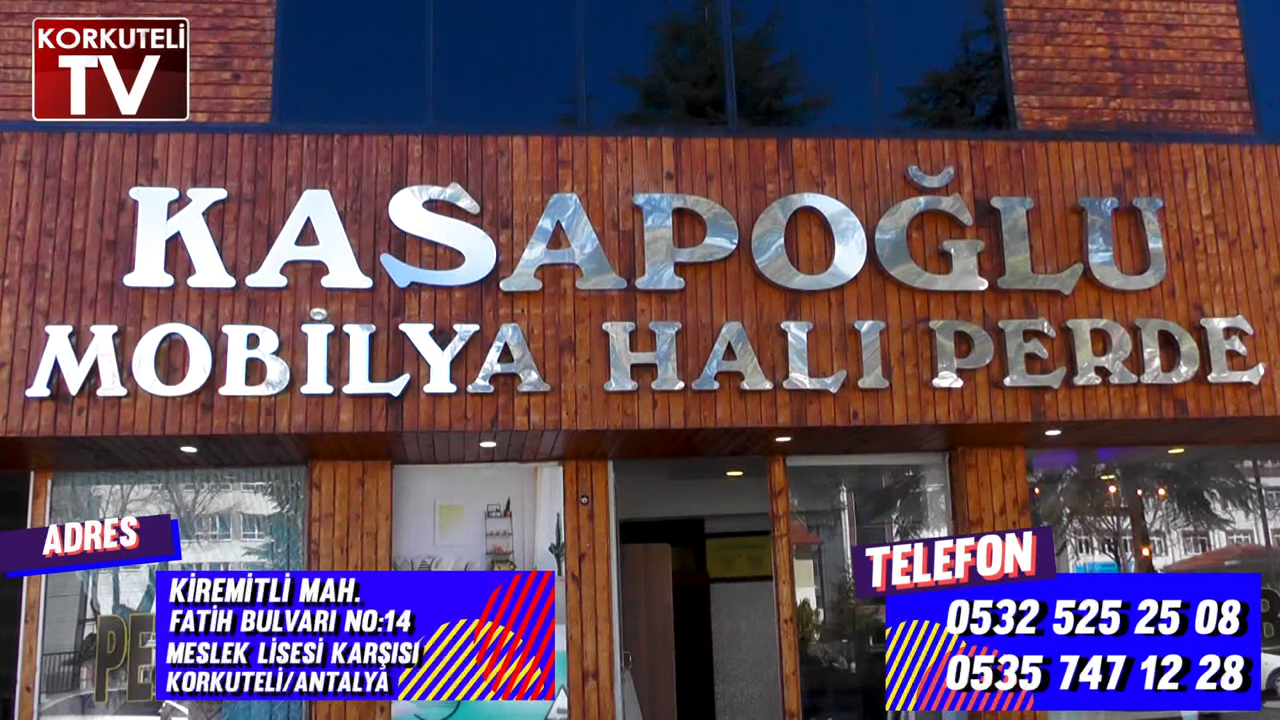 KORKUTELİ
TV
KASAPOĞLU
MOBİLYA HALI PERDE
ADRES
KİREMİTLİ MAH.
FATİH BULVARI NO:14
MESLEK LİSESİ KARŞISI
KORKUTELİ/ANTALYA
TELEFON
0532 525 25 08
0535 747 12 28